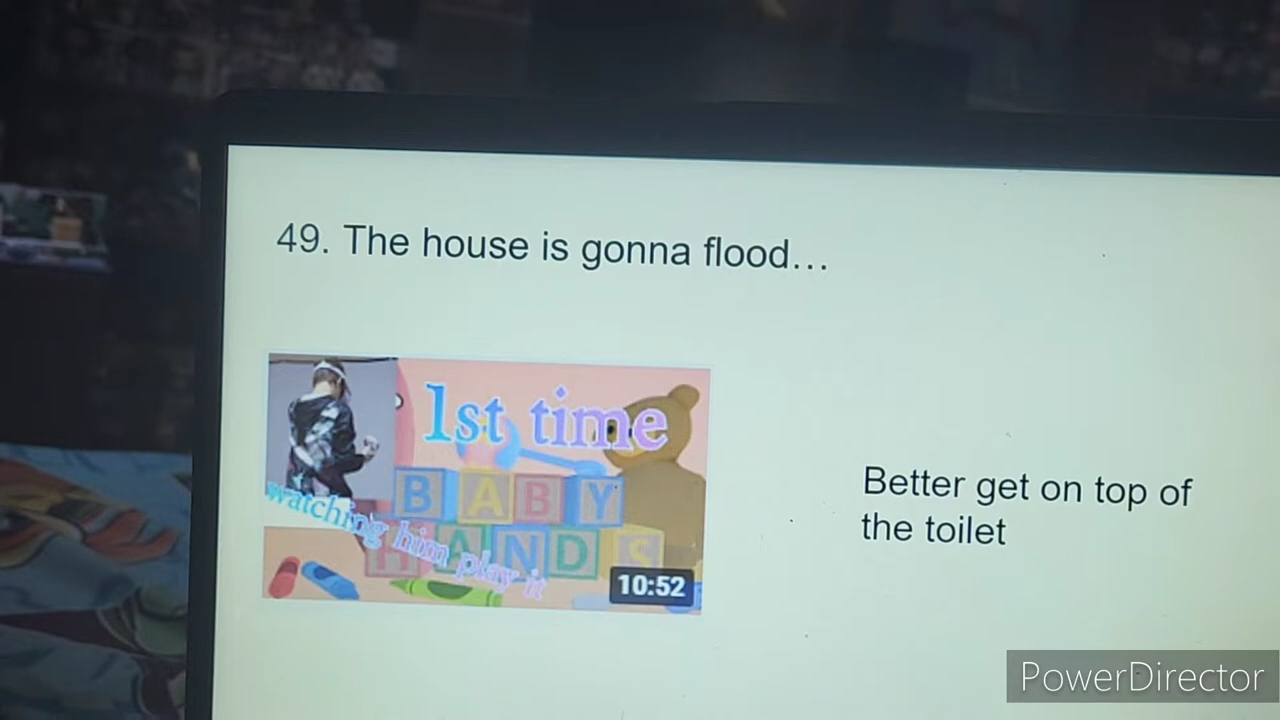 49. The house is gonna flood…
1st time
BABY
HANDS
watching him play it
10:52
Better get on top of
the toilet
PowerDirector